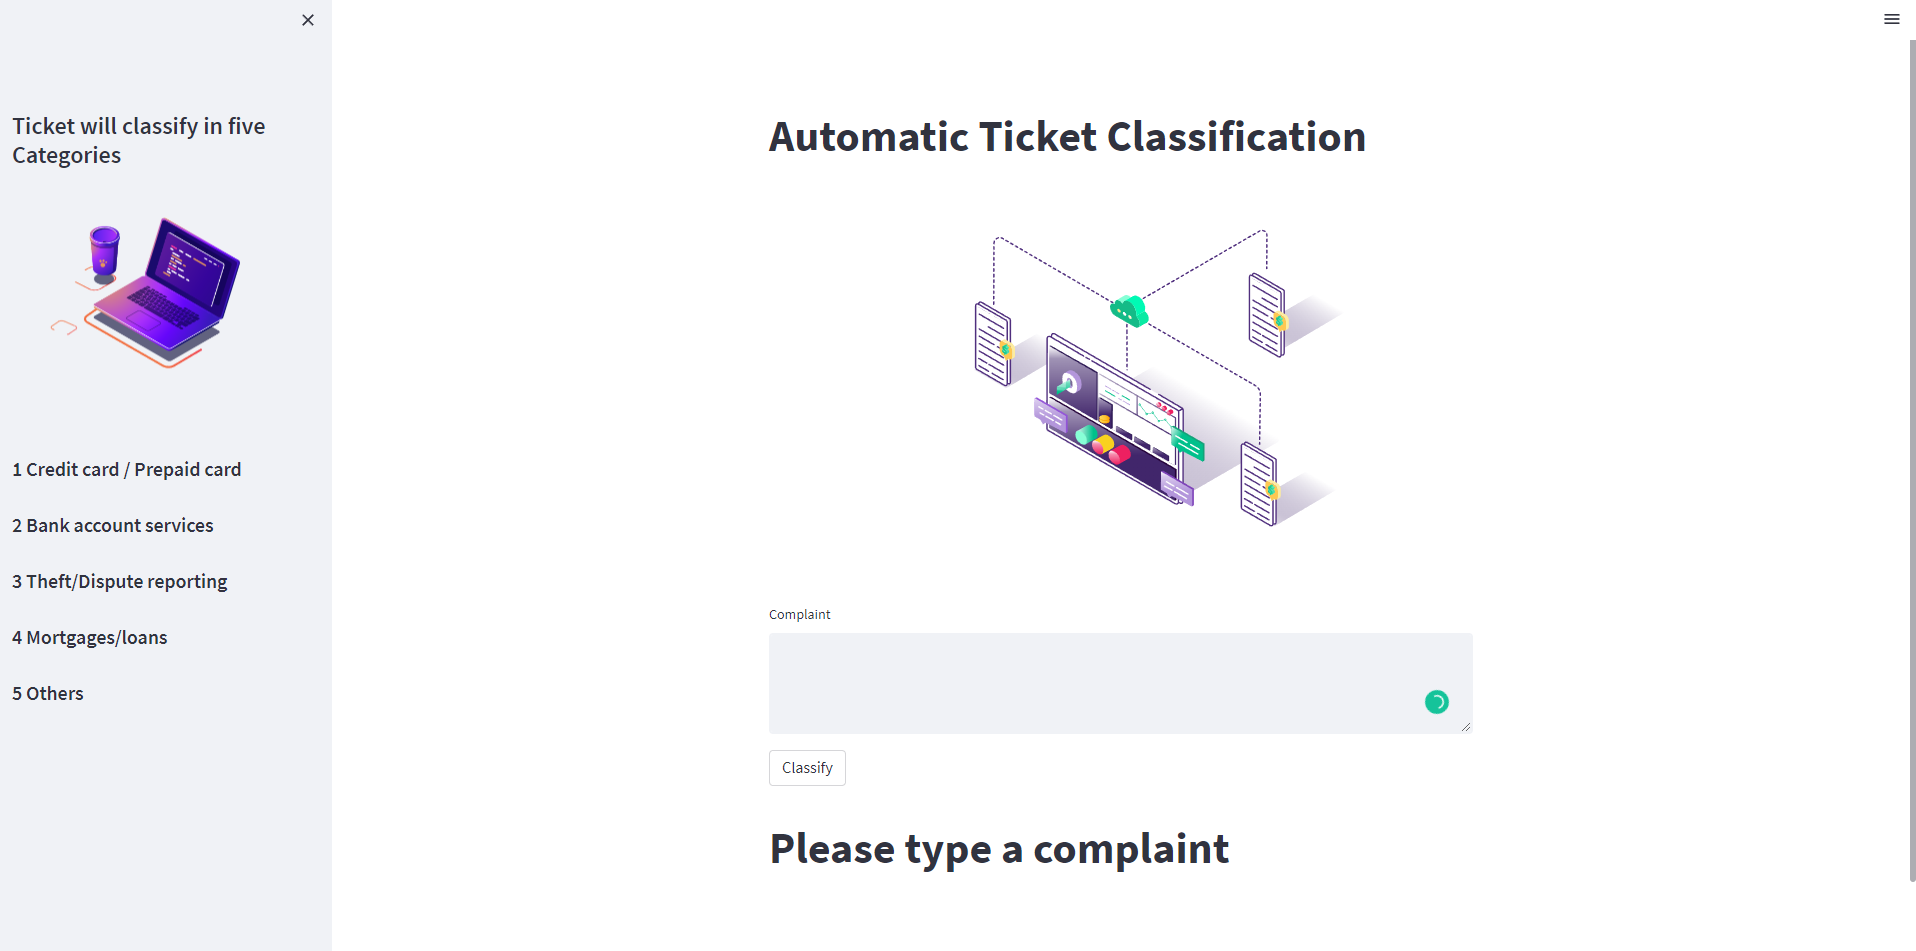 Ticket will classify in five
Categories
1 Credit card / Prepaid card
2 Bank account services
3 Theft/Dispute reporting
4 Mortgages/loans
5 Others
Automatic Ticket Classification
Complaint
Classify
Please type a complaint